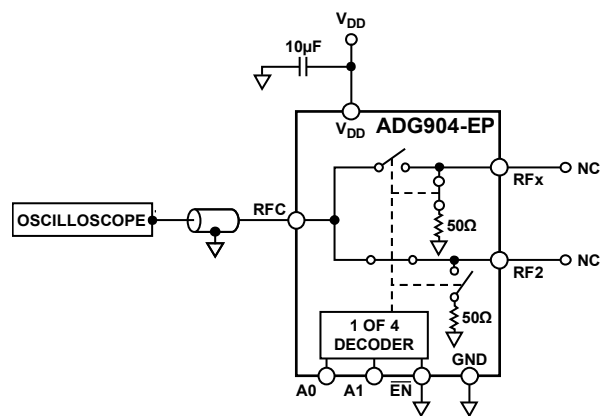 VDD
10µF
VDD
ADG904-EP
RFx
NC
OSCILLOSCOPE
RFC
50Ω
RF2
NC
50Ω
1 OF 4
DECODER
A0
A1
EN
GND